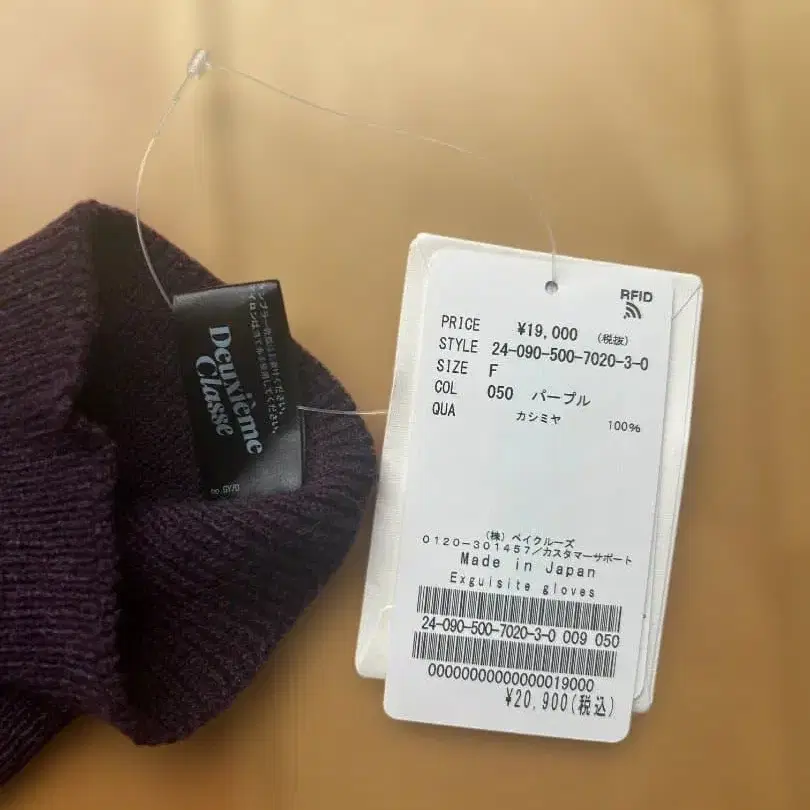 Deuxième
Classe
RFID
PRICE ¥19,000 (税抜)
STYLE 24-090-500-7020-3-0
SIZE F
COL 050 パープル
QUA カシミヤ 100%
(株) ベイクルーズ
0120-301457/カスタマーサポート
Made in Japan
Exguisite gloves
24-090-500-7020-3-0 009 050
00000000000000019000
¥20,900(税込)